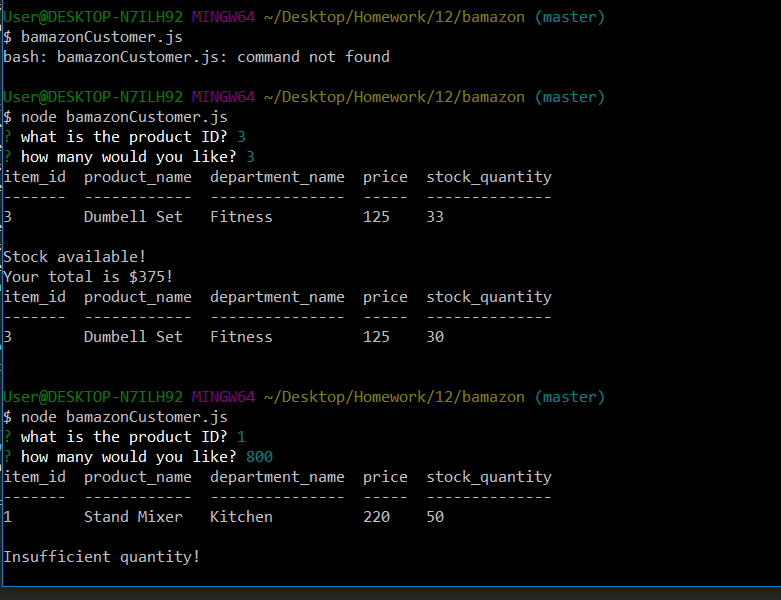 User@DESKTOP-N7ILH92 MINGW64 ~/Desktop/Homework/12/bamazon (master)
$ bamazonCustomer.js
bash: bamazonCustomer.js: command not found
User@DESKTOP-N7ILH92 MINGW64 ~/Desktop/Homework/12/bamazon (master)
$ node bamazonCustomer.js
? what is the product ID? 3
? how many would you like? 3
item_id  product_name  department_name  price  stock_quantity
-------  ------------  ---------------  -----  --------------
3        Dumbell Set   Fitness          125    33
Stock available!
Your total is $375!
item_id  product_name  department_name  price  stock_quantity
-------  ------------  ---------------  -----  --------------
3        Dumbell Set   Fitness          125    30
User@DESKTOP-N7ILH92 MINGW64 ~/Desktop/Homework/12/bamazon (master)
$ node bamazonCustomer.js
? what is the product ID? 1
? how many would you like? 800
item_id  product_name  department_name  price  stock_quantity
-------  ------------  ---------------  -----  --------------
1        Stand Mixer   Kitchen          220    50
Insufficient quantity!